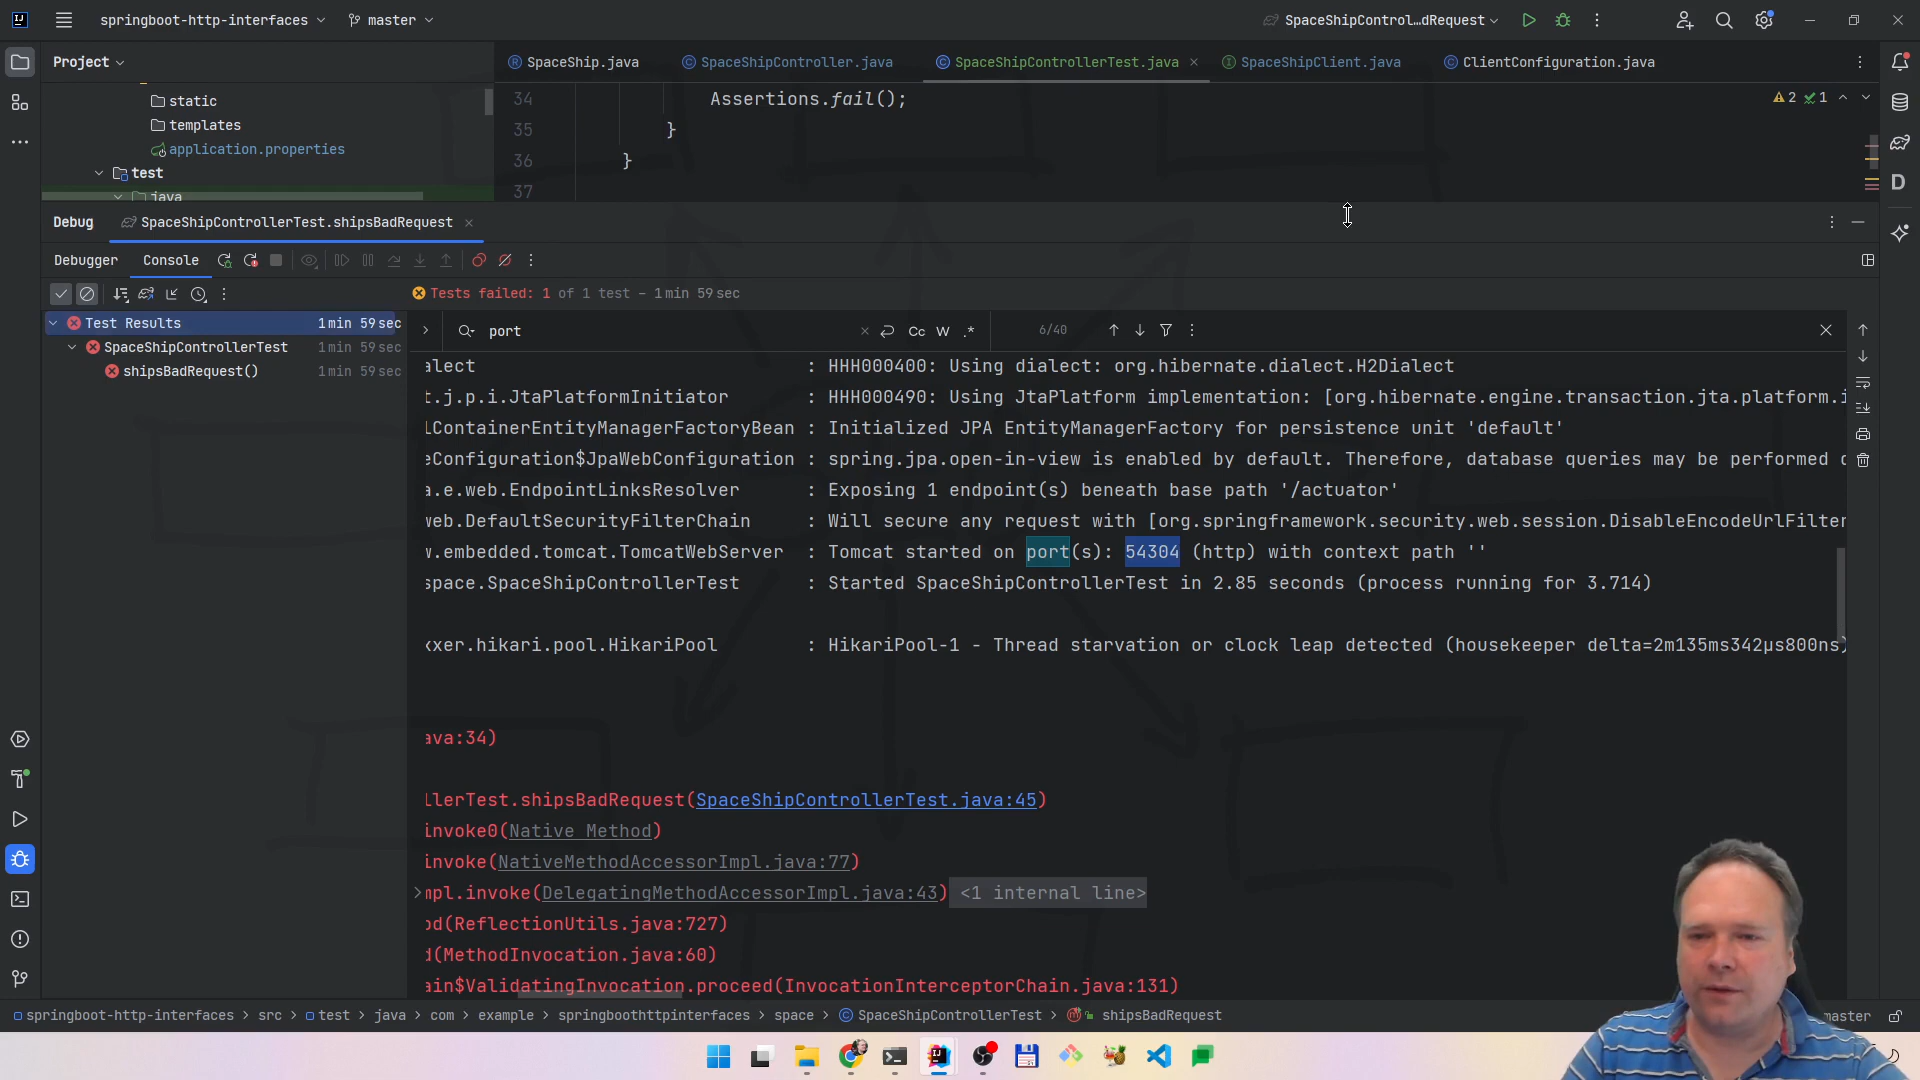 springboot-http-interfaces
master
SpaceShipControl...dRequest
Project
SpaceShip.java
SpaceShipController.java
SpaceShipControllerTest.java
SpaceShipClient.java
ClientConfiguration.java
static
templates
application.properties
test
java
34 Assertions.fail();
2
1
35 }
36 }
37
Debug
SpaceShipControllerTest.shipsBadRequest
Debugger
Console
Tests failed: 1 of 1 test – 1 min 59 sec
Test Results 1 min 59 sec
SpaceShipControllerTest 1 min 59 sec
shipsBadRequest() 1 min 59 sec
port
Cc
W
.*
6/40
alect : HHH000400: Using dialect: org.hibernate.dialect.H2Dialect
t.j.p.i.JtaPlatformInitiator : HHH000490: Using JtaPlatform implementation: [org.hibernate.engine.transaction.jta.platform.i
lContainerEntityManagerFactoryBean : Initialized JPA EntityManagerFactory for persistence unit 'default'
eConfiguration$JpaWebConfiguration : spring.jpa.open-in-view is enabled by default. Therefore, database queries may be performed
a.e.web.EndpointLinksResolver : Exposing 1 endpoint(s) beneath base path '/actuator'
web.DefaultSecurityFilterChain : Will secure any request with [org.springframework.security.web.session.DisableEncodeUrlFilter
w.embedded.tomcat.TomcatWebServer : Tomcat started on port(s): 54304 (http) with context path ''
space.SpaceShipControllerTest : Started SpaceShipControllerTest in 2.85 seconds (process running for 3.714)
xxer.hikari.pool.HikariPool : HikariPool-1 - Thread starvation or clock leap detected (housekeeper delta=2m135ms342µs800ns)
ava:34)
llerTest.shipsBadRequest(SpaceShipControllerTest.java:45)
invoke0(Native Method)
invoke(NativeMethodAccessorImpl.java:77)
mpl.invoke(DelegatingMethodAccessorImpl.java:43) <1 internal line>
od(ReflectionUtils.java:727)
d(MethodInvocation.java:60)
ain$ValidatingInvocation.proceed(InvocationInterceptorChain.java:131)
springboot-http-interfaces > src > test > java > com > example > springboothttpinterfaces > space > SpaceShipControllerTest > shipsBadRequest
master